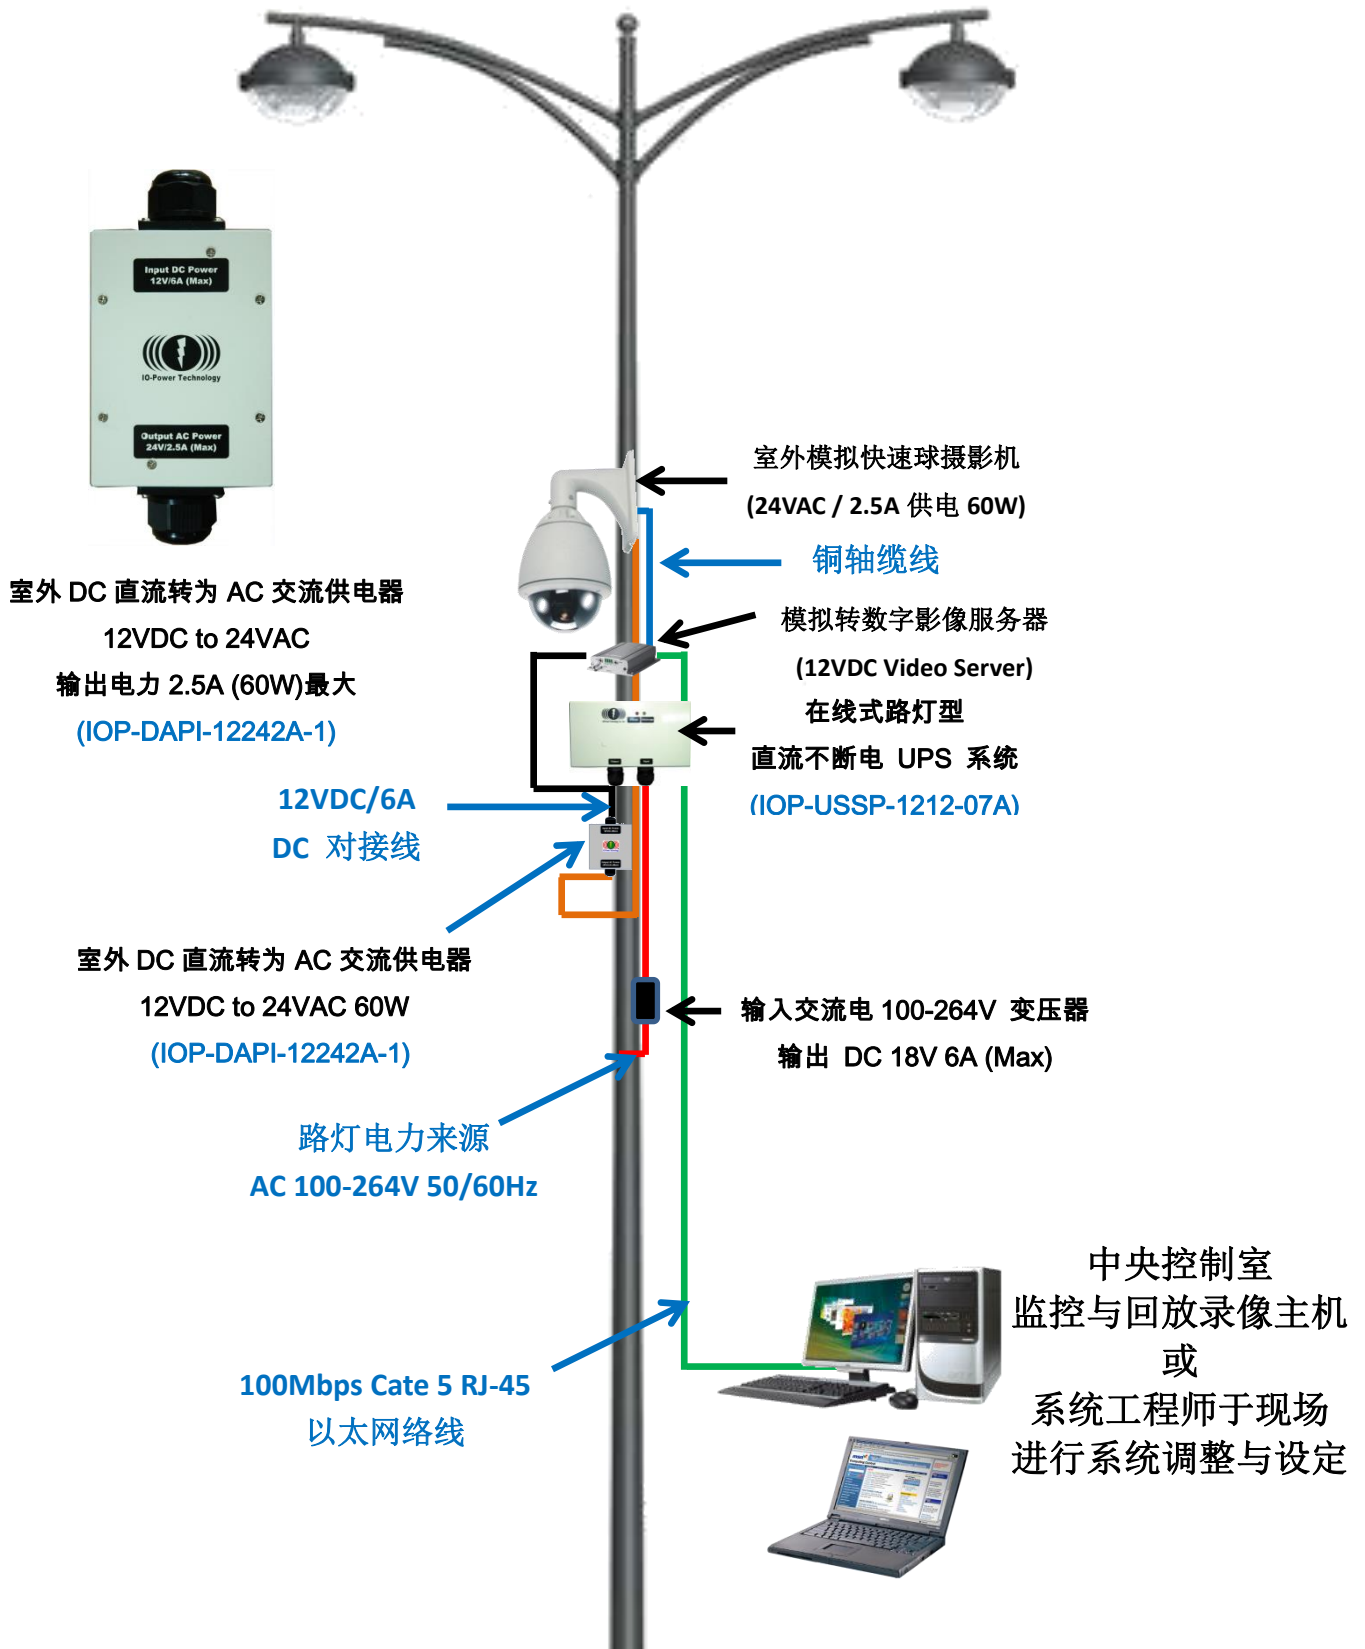 Input DC Power
12V/6A (Max)
IO-Power Technology
Output AC Power
24V/2.5A (Max)
室外 DC 直流转为 AC 交流供电器
12VDC to 24VAC
输出电力 2.5A (60W)最大
(IOP-DAPI-12242A-1)
室外模拟快速球摄影机
(24VAC / 2.5A 供电 60W)
铜轴缆线
模拟转数字影像服务器
(12VDC Video Server)
在线式路灯型
直流不断电 UPS 系统
(IOP-USSP-1212-07A)
12VDC/6A
DC 对接线
室外 DC 直流转为 AC 交流供电器
12VDC to 24VAC 60W
(IOP-DAPI-12242A-1)
输入交流电 100-264V 变压器
输出 DC 18V 6A (Max)
路灯电力来源
AC 100-264V 50/60Hz
100Mbps Cate 5 RJ-45
以太网络线
中央控制室
监控与回放录像主机
或
系统工程师于现场
进行系统调整与设定